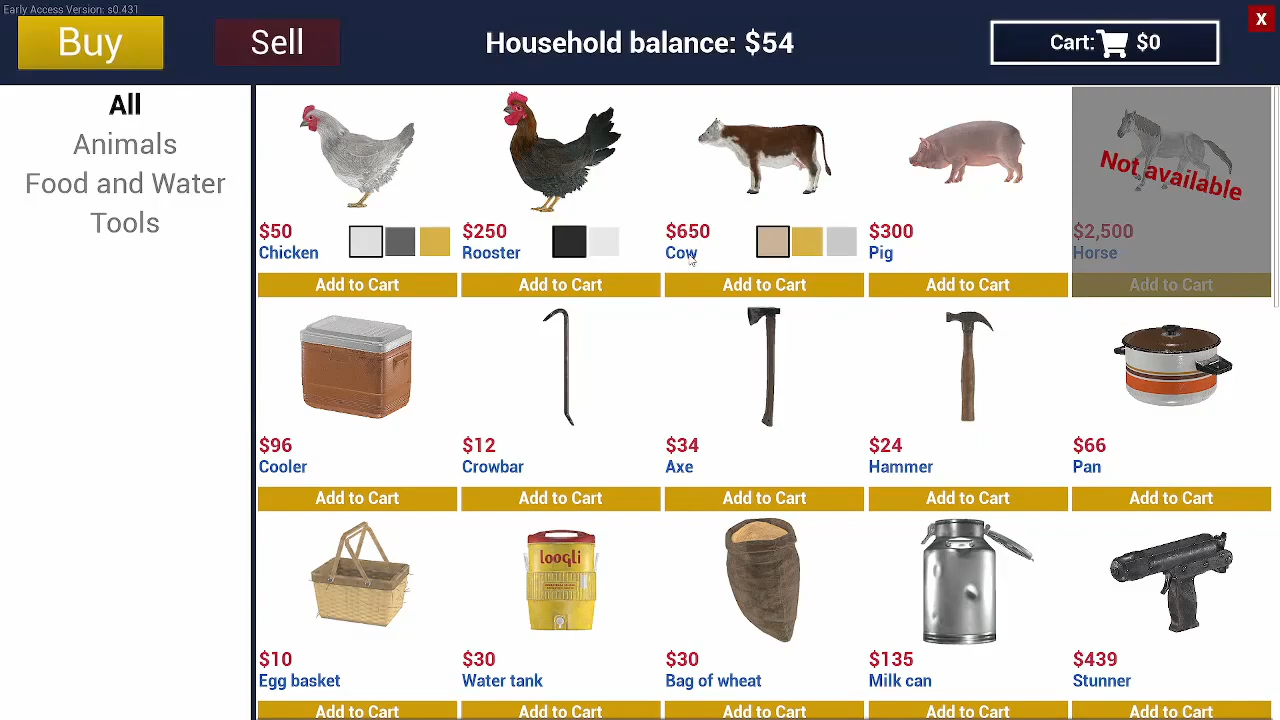 Early Access Version: s0.431
Buy
Sell
Household balance: $54
Cart: $0
X
All
Animals
Food and Water
Tools
$50
Chicken
Add to Cart
$250
Rooster
Add to Cart
$650
Cow
Add to Cart
$300
Pig
Add to Cart
Not available
$2,500
Horse
Add to Cart
$96
Cooler
Add to Cart
$12
Crowbar
Add to Cart
$34
Axe
Add to Cart
$24
Hammer
Add to Cart
$66
Pan
Add to Cart
$10
Egg basket
Add to Cart
loogli
$30
Water tank
Add to Cart
$30
Bag of wheat
Add to Cart
$135
Milk can
Add to Cart
$439
Stunner
Add to Cart